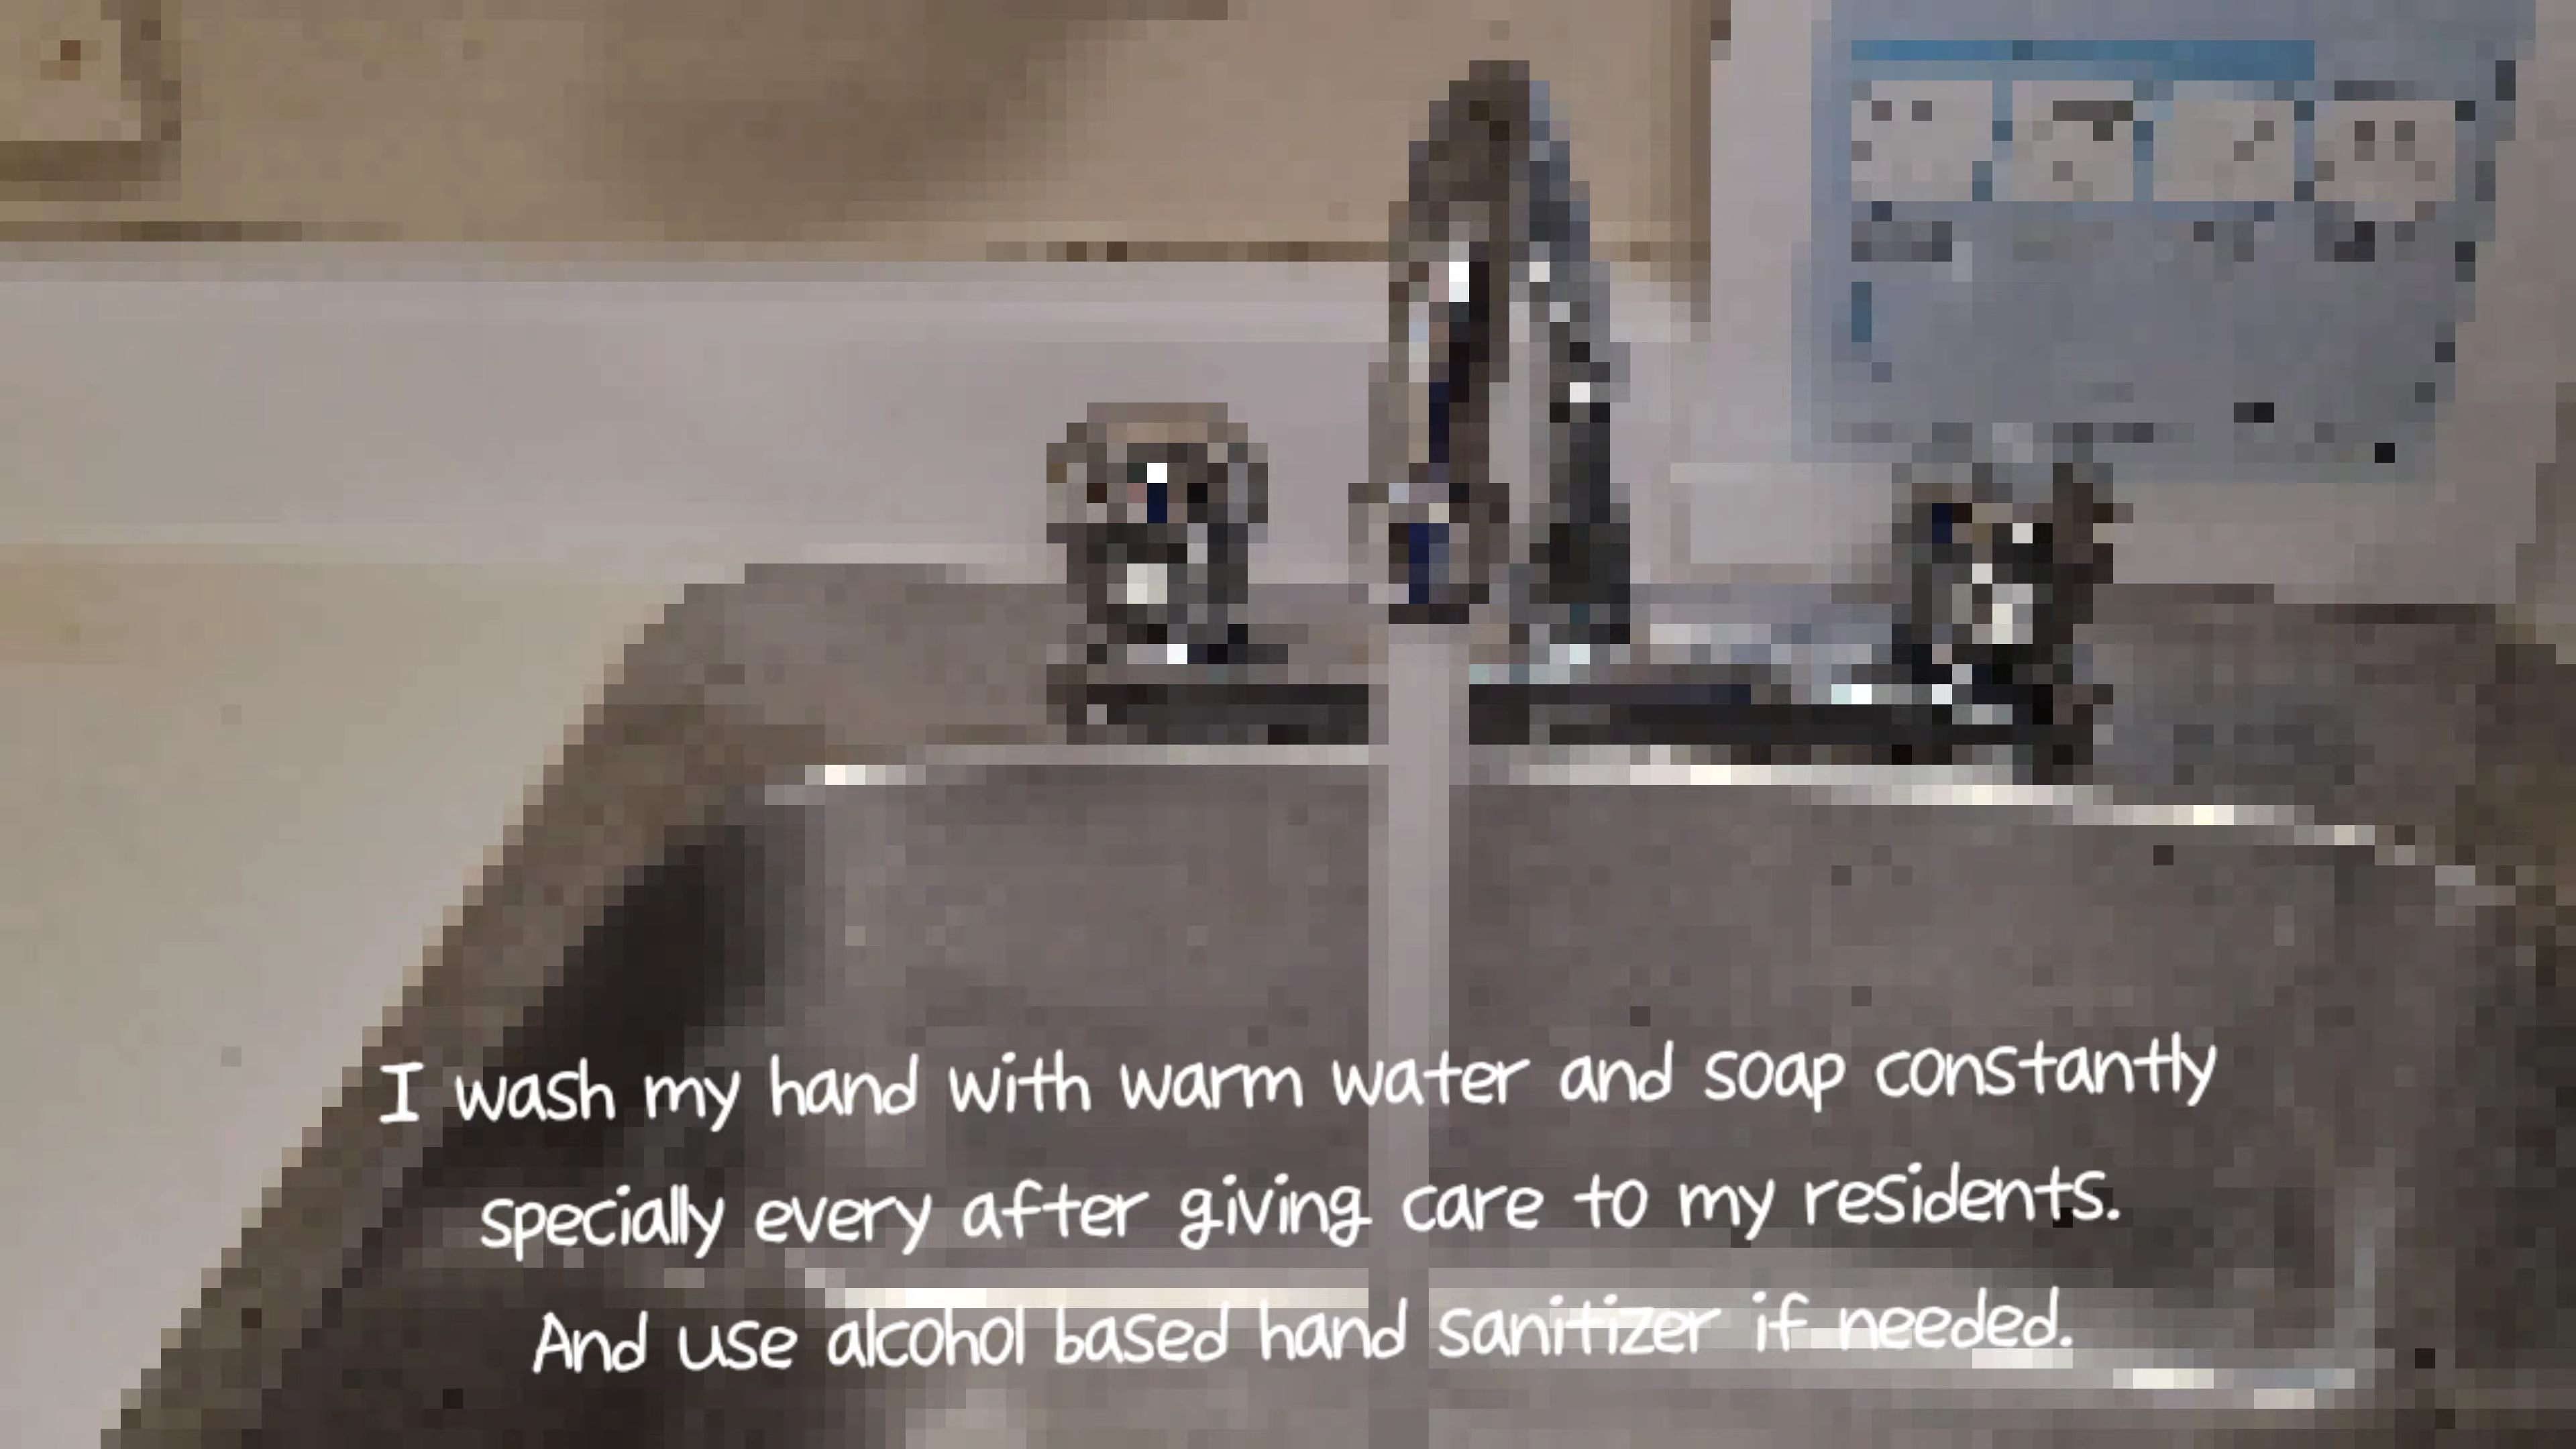 I wash my hand with warm water and soap constantly
specially every after giving care to my residents.
And use alcohol based hand sanitizer if needed.